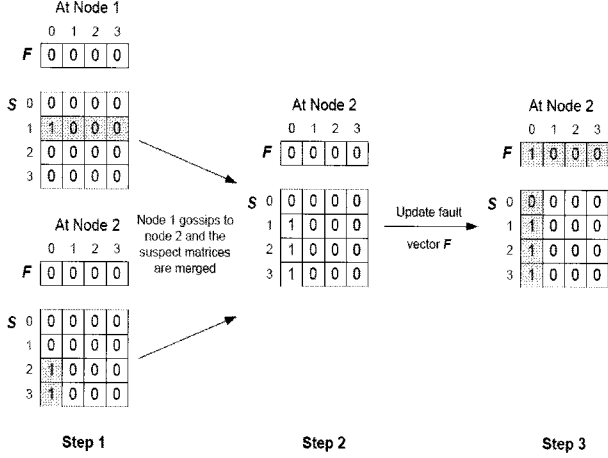 At Node 1
0 1 2 3
F 0 0 0 0
S 0 0 0 0 0
1 1 0 0 0
2 0 0 0 0
3 0 0 0 0
At Node 2
0 1 2 3
F 0 0 0 0
S 0 0 0 0 0
1 0 0 0 0
2 1 0 0 0
3 1 0 0 0
Step 1
Node 1 gossips to
node 2 and the
suspect matrices
are merged
At Node 2
0 1 2 3
F 0 0 0 0
S 0 0 0 0 0
1 1 0 0 0
2 1 0 0 0
3 1 0 0 0
Step 2
Update fault
vector F
At Node 2
0 1 2 3
F 1 0 0 0
S 0 0 0 0 0
1 1 0 0 0
2 1 0 0 0
3 1 0 0 0
Step 3